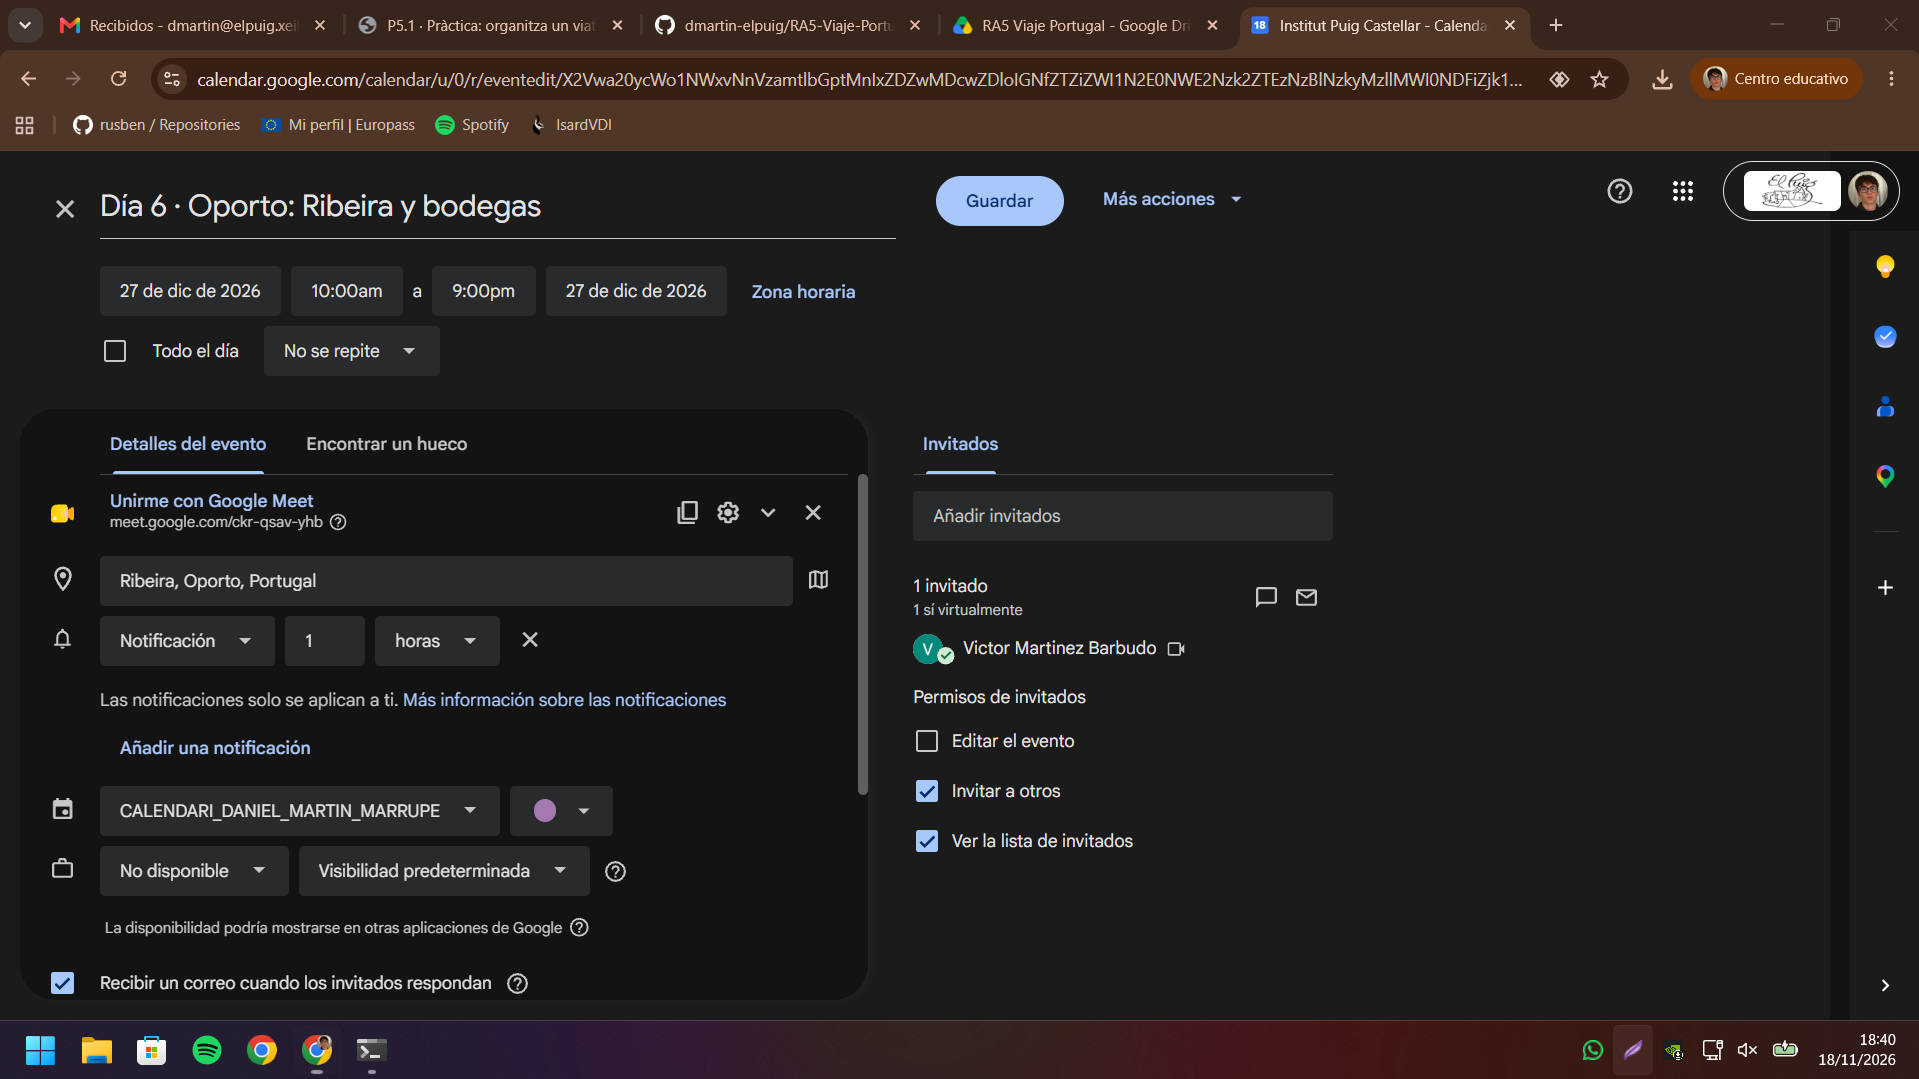 Recibidos - dmartin@elpuig.xeil
P5.1 · Pràctica: organitza un viat
dmartin-elpuig/RA5-Viaje-Portu
RA5 Viaje Portugal - Google Dri
18
Institut Puig Castellar - Calenda
calendar.google.com/calendar/u/0/r/eventedit/
Centro educativo
rusben / Repositories
Mi perfil | Europass
Spotify
IsardVDI
Día 6 · Oporto: Ribeira y bodegas
Guardar
Más acciones
El Puig
27 de dic de 2026
10:00am
a
9:00pm
27 de dic de 2026
Zona horaria
Todo el día
No se repite
Detalles del evento
Encontrar un hueco
Unirme con Google Meet
meet.google.com/ckr-qsav-yhb
Ribeira, Oporto, Portugal
Notificación
1
horas
Las notificaciones solo se aplican a ti. Más información sobre las notificaciones
Añadir una notificación
CALENDARI_DANIEL_MARTIN_MARRUPE
No disponible
Visibilidad predeterminada
La disponibilidad podría mostrarse en otras aplicaciones de Google
Recibir un correo cuando los invitados respondan
Invitados
Añadir invitados
1 invitado
1 sí virtualmente
V
Victor Martinez Barbudo
Permisos de invitados
Editar el evento
Invitar a otros
Ver la lista de invitados
18:40
18/11/2026